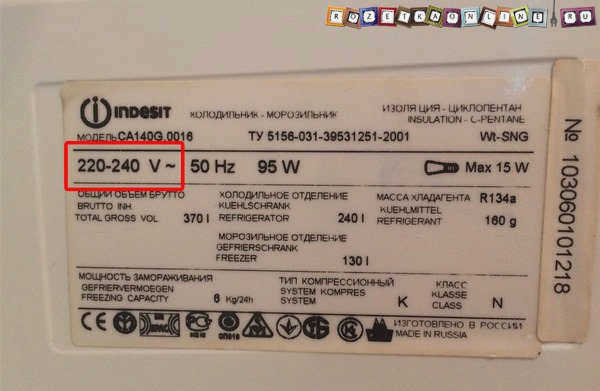 ROZETKAONLINE.RU
INDESIT ХОЛОДИЛЬНИК - МОРОЗИЛЬНИК ИЗОЛЯЦИЯ - ЦИКЛОПЕНТАН
INSULATION - C-PENTANE
МОДЕЛЬ CA140G.0016 ТУ 5156-031-39531251-2001 Wt-SNG
220-240 V ~ 50 Hz 95 W Max 15 W
ОБЩИЙ ОБЪЕМ БРУТТО ХОЛОДИЛЬНОЕ ОТДЕЛЕНИЕ МАССА ХЛАДАГЕНТА R134a
BRUTTO INH. KUEHLSCHRANK KUEHLMITTEL
TOTAL GROSS VOL 370 l REFRIGERATOR 240 l REFRIGERANT 160 g
МОРОЗИЛЬНОЕ ОТДЕЛЕНИЕ
GEFRIERSCHRANK
FREEZER 130 l
МОЩНОСТЬ ЗАМОРАЖИВАНИЯ ТИП КОМПРЕССИОННЫЙ КЛАСС
GEFRIERVERMOEGEN SYSTEM KOMPRES KLASSE
FREEZING CAPACITY 6 Kg/24h SYSTEM K CLASS N
CE ИЗГОТОВЛЕНО В РОССИИ
MADE IN RUSSIA
№ 103060101218